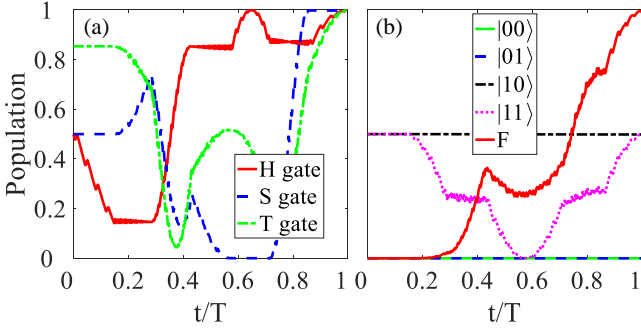 (a)
(b)
Population
1
0.8
0.6
0.4
0.2
0
H gate
S gate
T gate
|00⟩
|01⟩
|10⟩
|11⟩
F
0 0.2 0.4 0.6 0.8 1
t/T
0 0.2 0.4 0.6 0.8 1
t/T